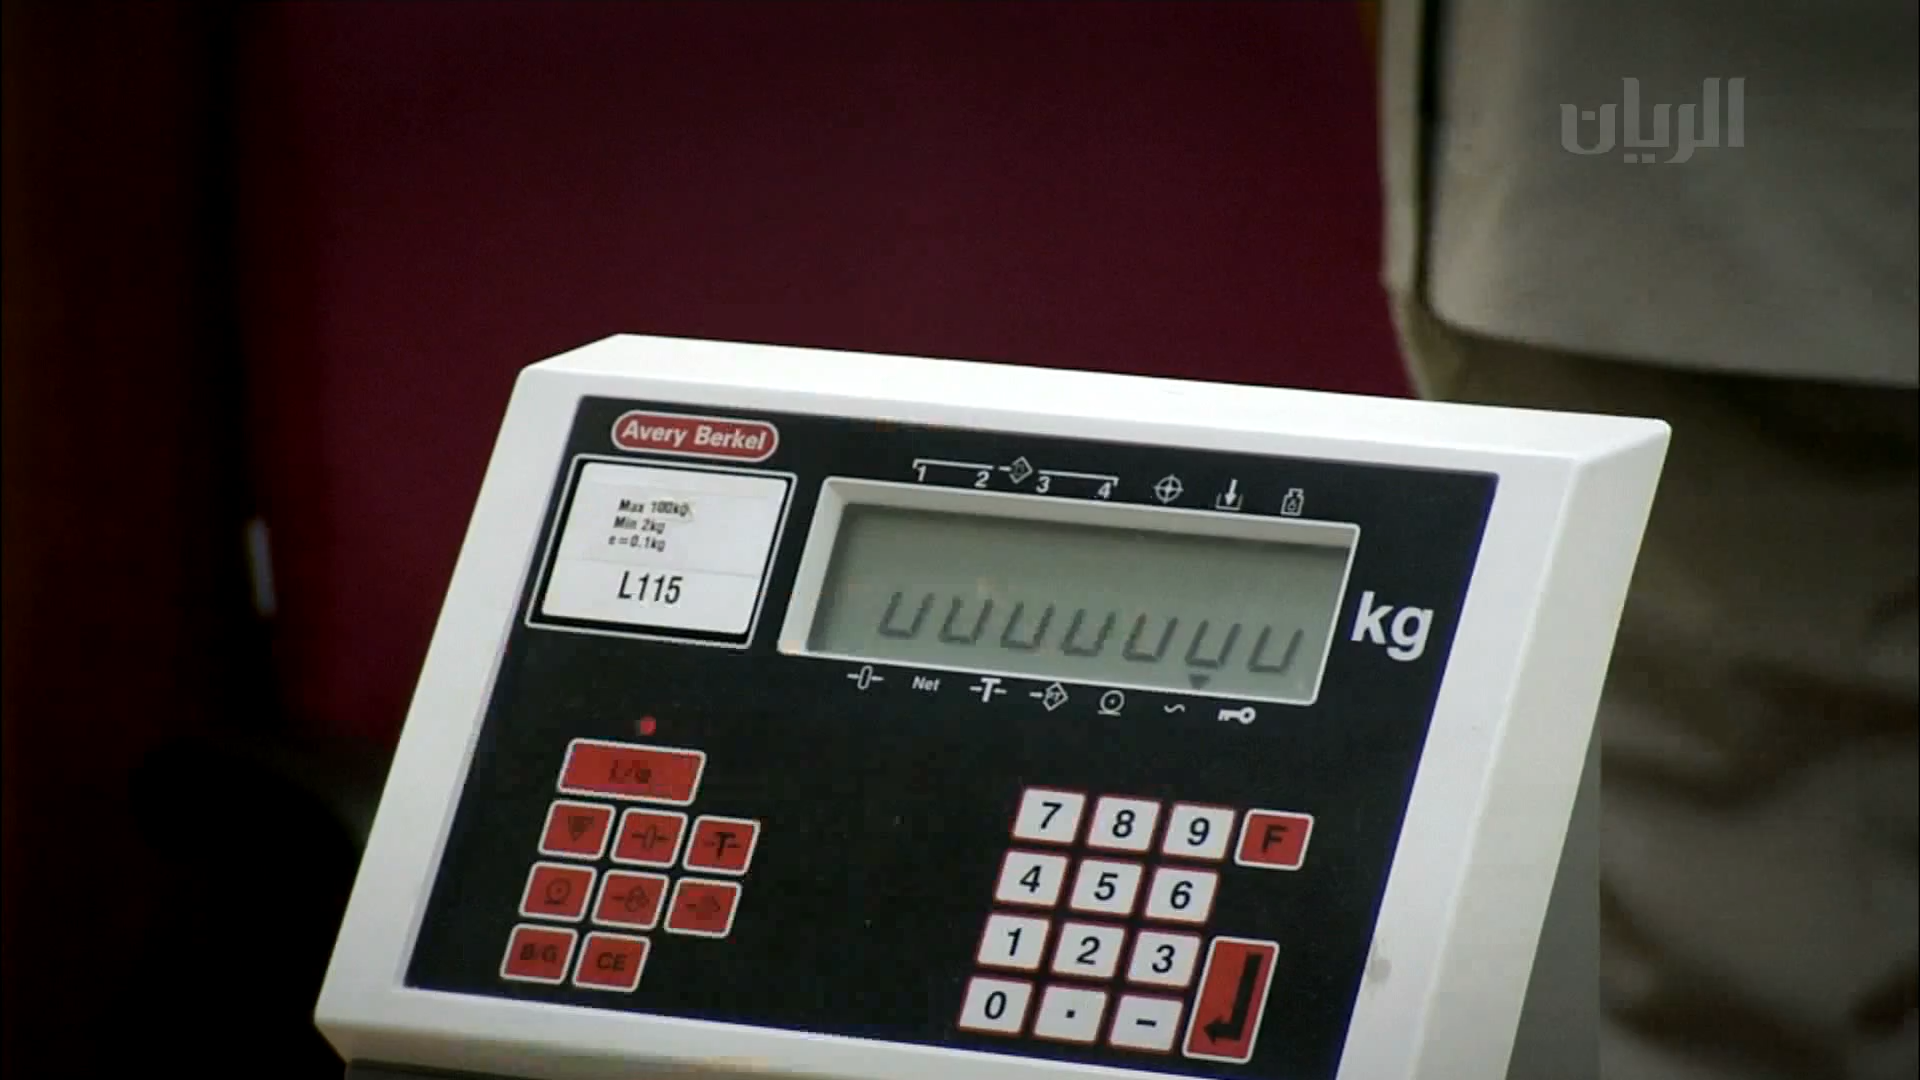 الريان
Avery Berkel
Max 100kg
Min 2kg
e=0.1kg
L115
1 2 3 4
kg
Net
7 8 9 F
4 5 6
1 2 3
0 . -
B/G CE